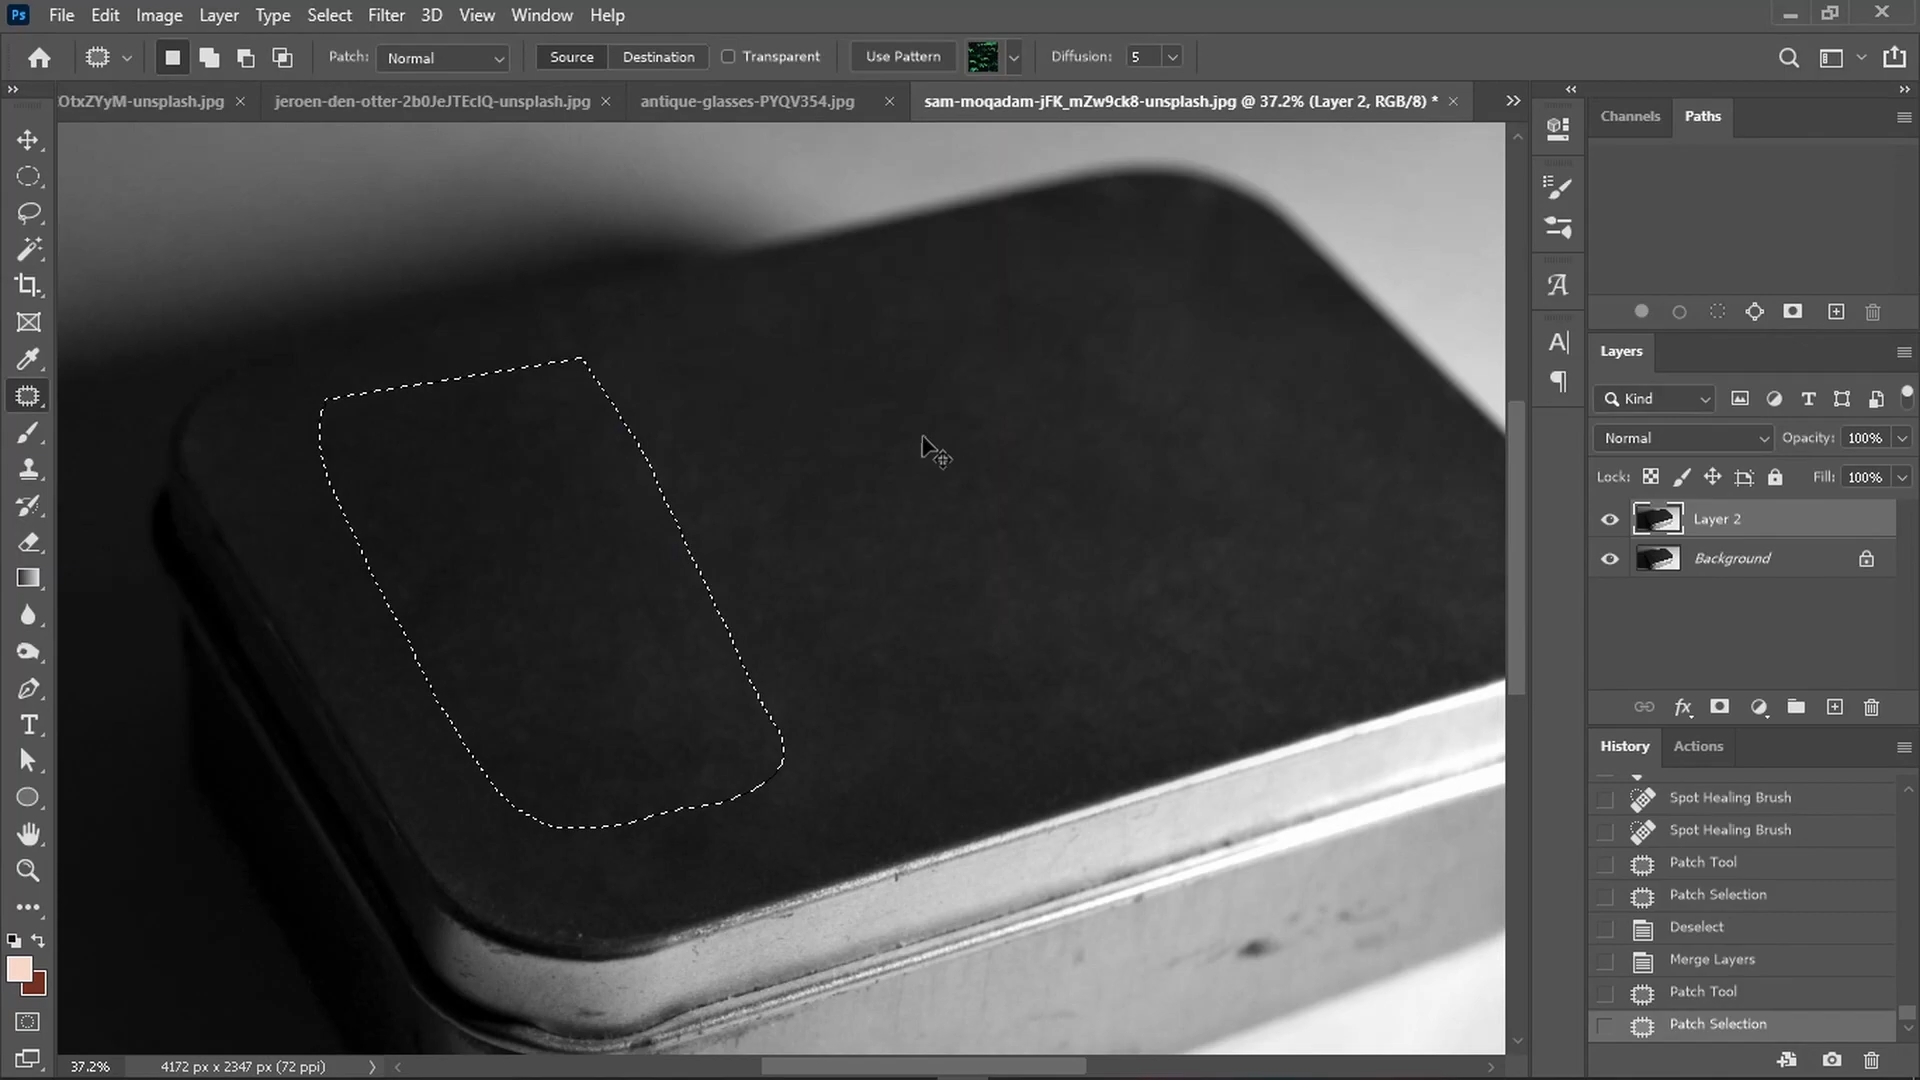 Ps File Edit Image Layer Type Select Filter 3D View Window Help
Patch: Normal Source Destination Transparent Use Pattern Diffusion: 5
OtxZYyM-unsplash.jpg jeroen-den-otter-2b0JeJTEclQ-unsplash.jpg antique-glasses-PYQV354.jpg sam-moqadam-jFK_mZw9ck8-unsplash.jpg @ 37.2% (Layer 2, RGB/8) *
Channels Paths
Layers
Kind
Normal Opacity: 100%
Lock: Fill: 100%
Layer 2
Background
History Actions
Spot Healing Brush
Spot Healing Brush
Patch Tool
Patch Selection
Deselect
Merge Layers
Patch Tool
Patch Selection
37.2% 4172 px x 2347 px (72 ppi)